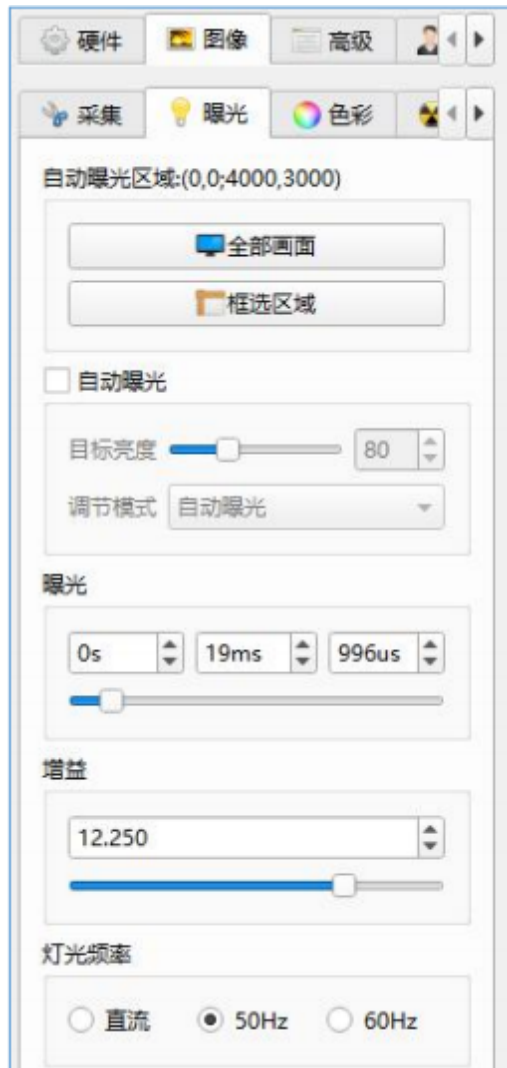 硬件 图像 高级
采集 曝光 色彩
自动曝光区域:(0,0;4000,3000)
全部画面
框选区域
自动曝光
目标亮度 80
调节模式 自动曝光
曝光
0s 19ms 996us
增益
12.250
灯光频率
直流 50Hz 60Hz